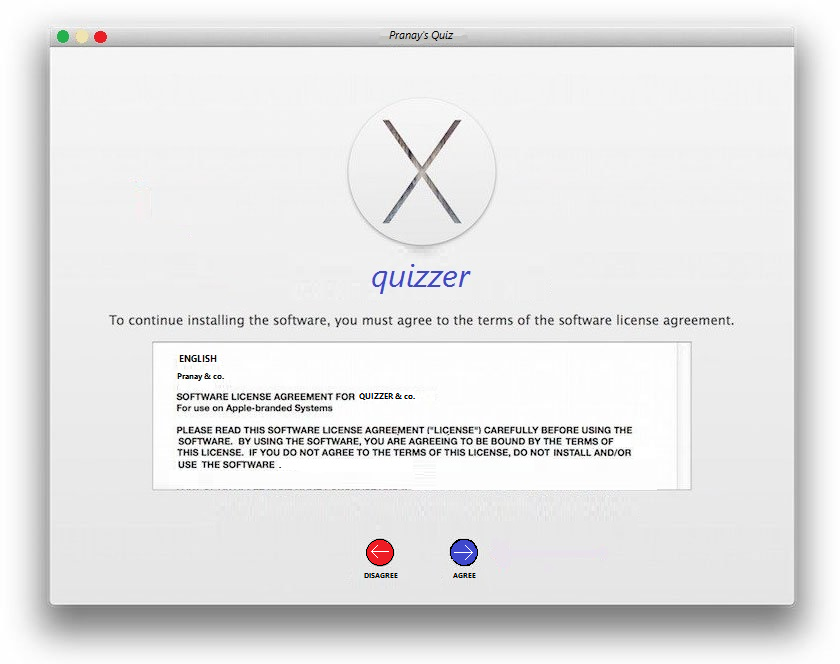 Pranay's Quiz
X
quizzer
To continue installing the software, you must agree to the terms of the software license agreement.
ENGLISH
Pranay & co.
SOFTWARE LICENSE AGREEMENT FOR QUIZZER & co.
For use on Apple-branded Systems
PLEASE READ THIS SOFTWARE LICENSE AGREEMENT ("LICENSE") CAREFULLY BEFORE USING THE
SOFTWARE. BY USING THE SOFTWARE, YOU ARE AGREEING TO BE BOUND BY THE TERMS OF
THIS LICENSE. IF YOU DO NOT AGREE TO THE TERMS OF THIS LICENSE, DO NOT INSTALL AND/OR
USE THE SOFTWARE .
DISAGREE AGREE